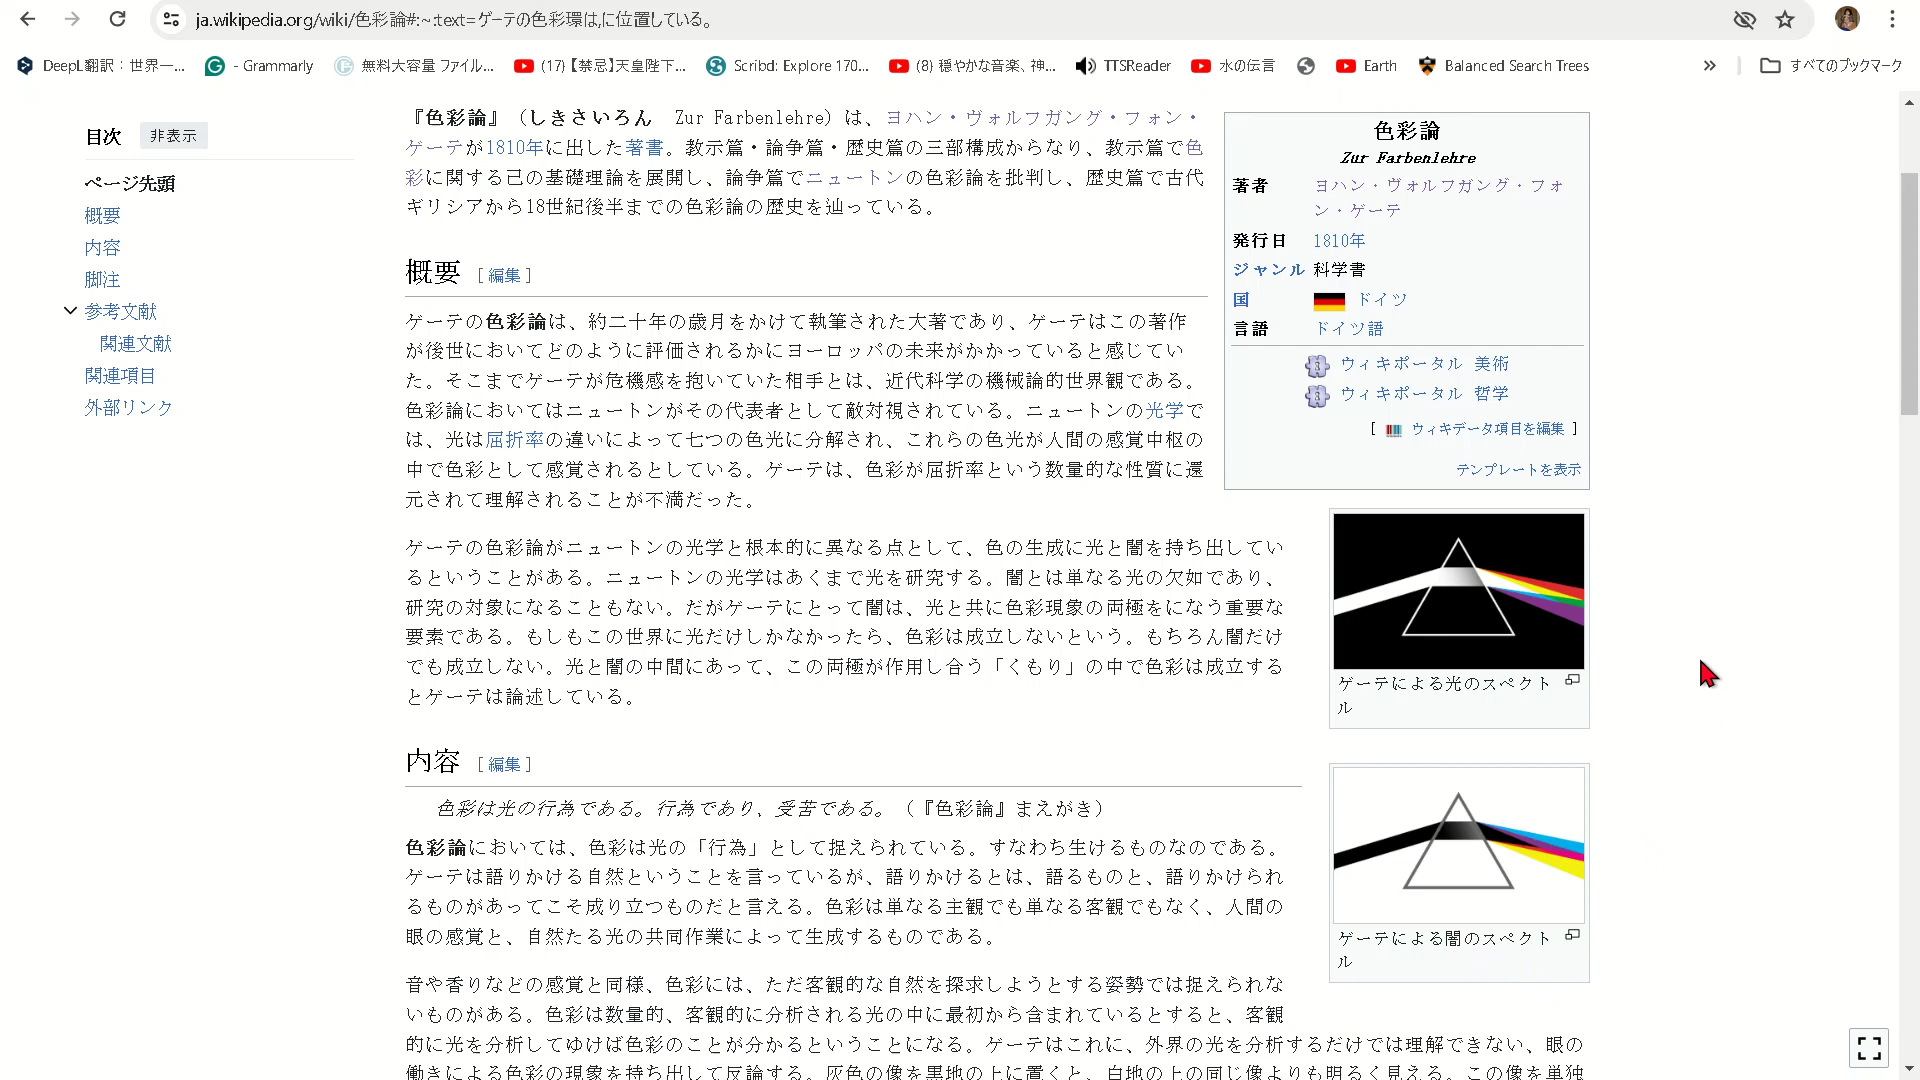 ja.wikipedia.org/wiki/色彩論#:~:text=ゲーテの色彩環は,に位置している。
DeepL翻訳：世界一... - Grammarly 無料大容量 ファイル... (17)【禁忌】天皇陛下... Scribd: Explore 170... (8) 穏やかな音楽、神... TTSReader 水の伝言 Earth Balanced Search Trees » すべてのブックマーク
目次 非表示
ページ先頭
概要
内容
脚注
参考文献
関連文献
関連項目
外部リンク
『色彩論』（しきさいろん Zur Farbenlehre）は、ヨハン・ヴォルフガング・フォン・
ゲーテが1810年に出した著書。教示篇・論争篇・歴史篇の三部構成からなり、教示篇で色
彩に関する己の基礎理論を展開し、論争篇でニュートンの色彩論を批判し、歴史篇で古代
ギリシアから18世紀後半までの色彩論の歴史を辿っている。
概要 [編集]
ゲーテの色彩論は、約二十年の歳月をかけて執筆された大著であり、ゲーテはこの著作
が後世においてどのように評価されるかにヨーロッパの未来がかかっていると感じてい
た。そこまでゲーテが危機感を抱いていた相手とは、近代科学の機械論的世界観である。
色彩論においてはニュートンがその代表者として敵対視されている。ニュートンの光学で
は、光は屈折率の違いによって七つの色光に分解され、これらの色光が人間の感覚中枢の
中で色彩として感覚されるとしている。ゲーテは、色彩が屈折率という数量的な性質に還
元されて理解されることが不満だった。
ゲーテの色彩論がニュートンの光学と根本的に異なる点として、色の生成に光と闇を持ち出してい
るということがある。ニュートンの光学はあくまで光を研究する。闇とは単なる光の欠如であり、
研究の対象になることもない。だがゲーテにとって闇は、光と共に色彩現象の両極をになう重要な
要素である。もしもこの世界に光だけしかなかったら、色彩は成立しないという。もちろん闇だけ
でも成立しない。光と闇の中間にあって、この両極が作用し合う「くもり」の中で色彩は成立する
とゲーテは論述している。
内容 [編集]
色彩は光の行為である。行為であり、受苦である。（『色彩論』まえがき）
色彩論においては、色彩は光の「行為」として捉えられている。すなわち生けるものなのである。
ゲーテは語りかける自然ということを言っているが、語りかけるとは、語るものと、語りかけられ
るものがあってこそ成り立つものだと言える。色彩は単なる主観でも単なる客観でもなく、人間の
眼の感覚と、自然たる光の共同作業によって生成するものである。
音や香りなどの感覚と同様、色彩には、ただ客観的な自然を探求しようとする姿勢では捉えられな
いものがある。色彩は数量的、客観的に分析される光の中に最初から含まれているとすると、客観
的に光を分析してゆけば色彩のことが分かるということになる。ゲーテはこれに、外界の光を分析するだけでは理解できない、眼の
働きによる色彩の現象を持ち出して反論する。灰色の像を黒地の上に置くと、白地の上の同じ像よりも明るく見える。この像を単独
色彩論
Zur Farbenlehre
著者 ヨハン・ヴォルフガング・フォ
ン・ゲーテ
発行日 1810年
ジャンル 科学書
国 ドイツ
言語 ドイツ語
ウィキポータル 美術
ウィキポータル 哲学
[ ウィキデータ項目を編集 ]
テンプレートを表示
ゲーテによる光のスペクト
ル
ゲーテによる闇のスペクト
ル